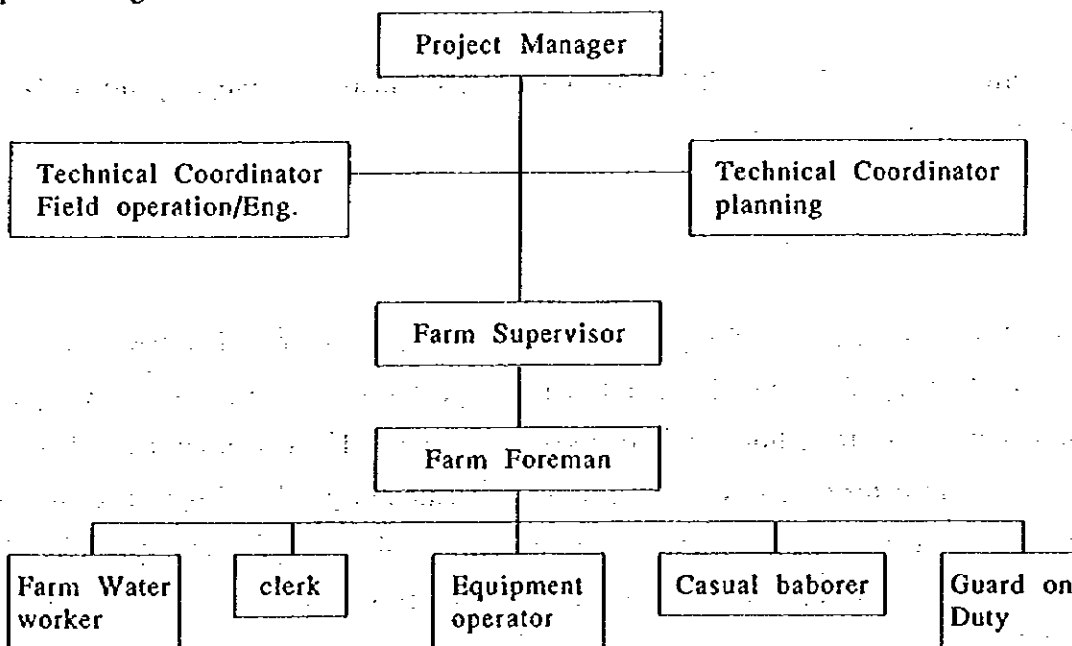 Project Manager
Technical Coordinator
Field operation/Eng.
Technical Coordinator
planning
Farm Supervisor
Farm Foreman
Farm Water
worker
clerk
Equipment
operator
Casual baborer
Guard on
Duty